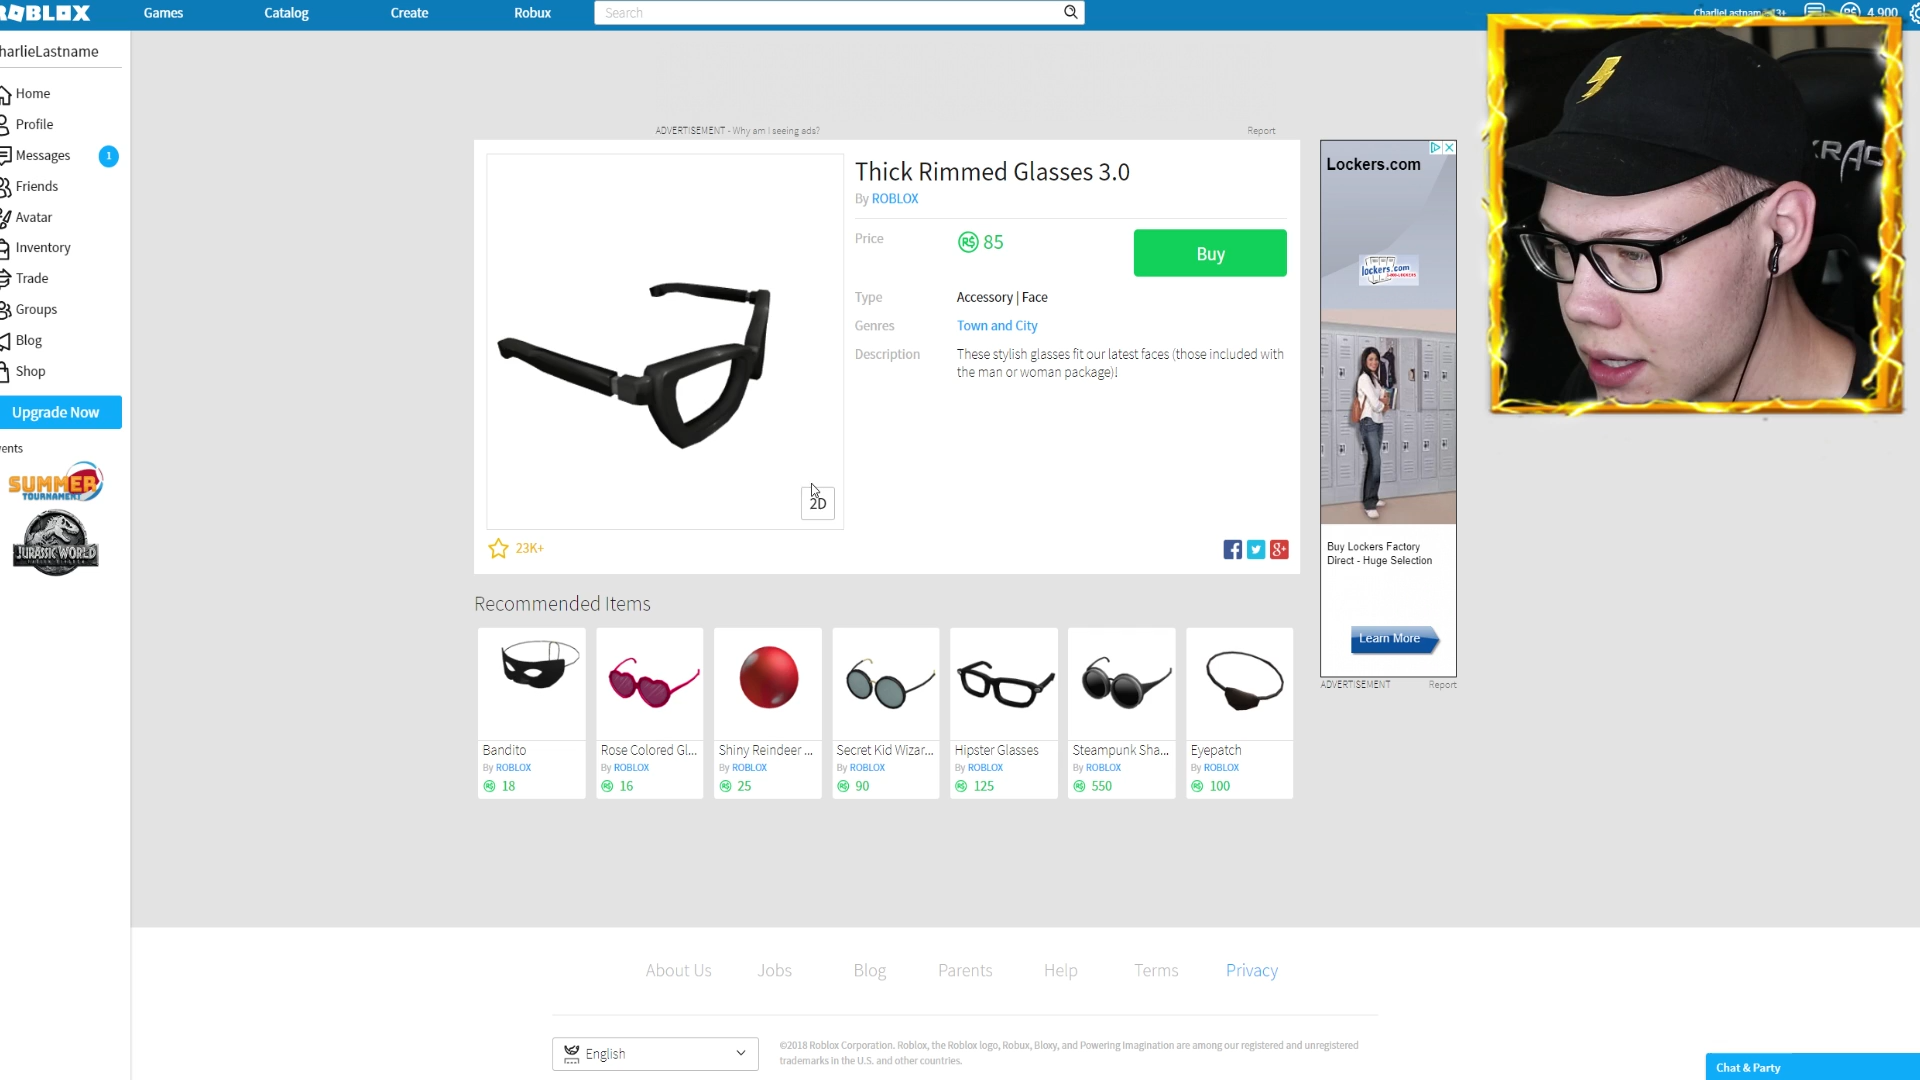 ROBLOX
Games
Catalog
Create
Robux
Search
CharlieLastname: 13+
4,900
harlieLastname
Home
Profile
Messages
1
Friends
Avatar
Inventory
Trade
Groups
Blog
Shop
Upgrade Now
ents
SUMMER
TOURNAMENT
JURASSIC WORLD
ADVERTISEMENT - Why am I seeing ads?
Report
Thick Rimmed Glasses 3.0
By ROBLOX
Price
R$ 85
Buy
Type
Accessory | Face
Genres
Town and City
Description
These stylish glasses fit our latest faces (those included with
the man or woman package)!
2D
23K+
Lockers.com
lockers.com
Buy Lockers Factory
Direct - Huge Selection
Learn More
ADVERTISEMENT
Report
Recommended Items
Bandito
By ROBLOX
R$ 18
Rose Colored Gl...
By ROBLOX
R$ 16
Shiny Reindeer ...
By ROBLOX
R$ 25
Secret Kid Wizar...
By ROBLOX
R$ 90
Hipster Glasses
By ROBLOX
R$ 125
Steampunk Sha...
By ROBLOX
R$ 550
Eyepatch
By ROBLOX
R$ 100
About Us
Jobs
Blog
Parents
Help
Terms
Privacy
English
©2018 Roblox Corporation. Roblox, the Roblox logo, Robux, Bloxy, and Powering Imagination are among our registered and unregistered
trademarks in the U.S. and other countries.
Chat & Party